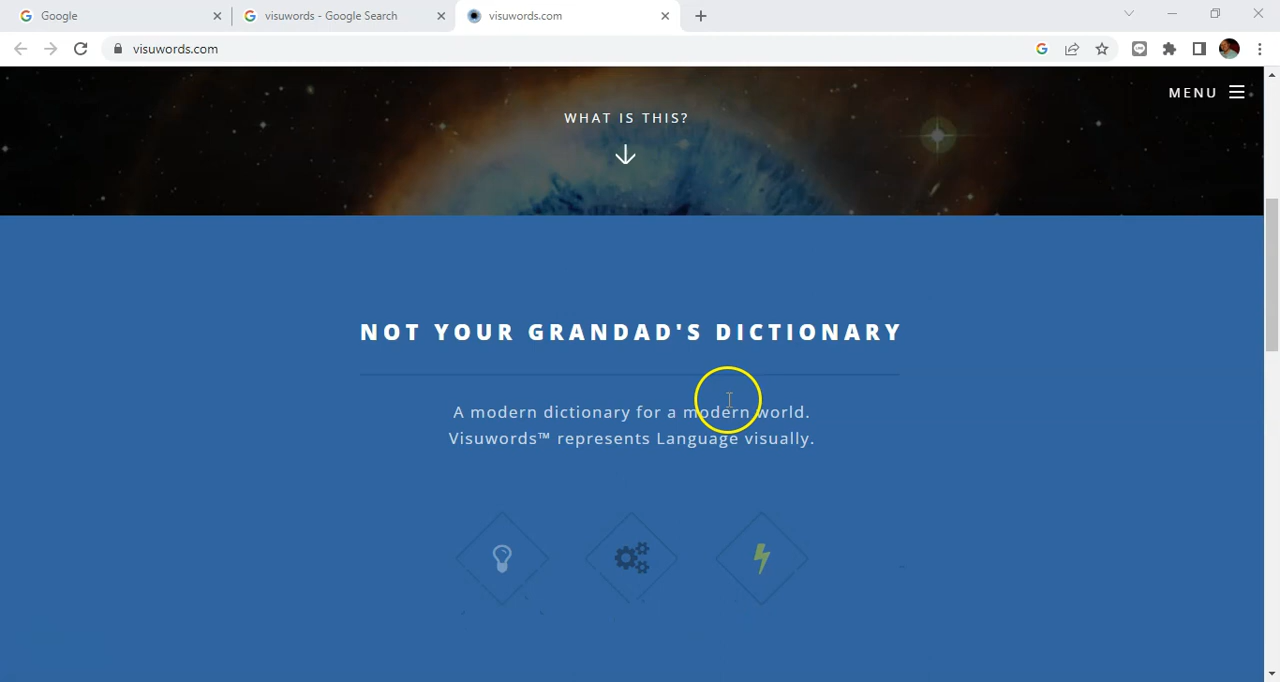 Google
visuwords - Google Search
visuwords.com
visuwords.com
MENU
WHAT IS THIS?
NOT YOUR GRANDAD'S DICTIONARY
A modern dictionary for a modern world.
Visuwords™ represents Language visually.